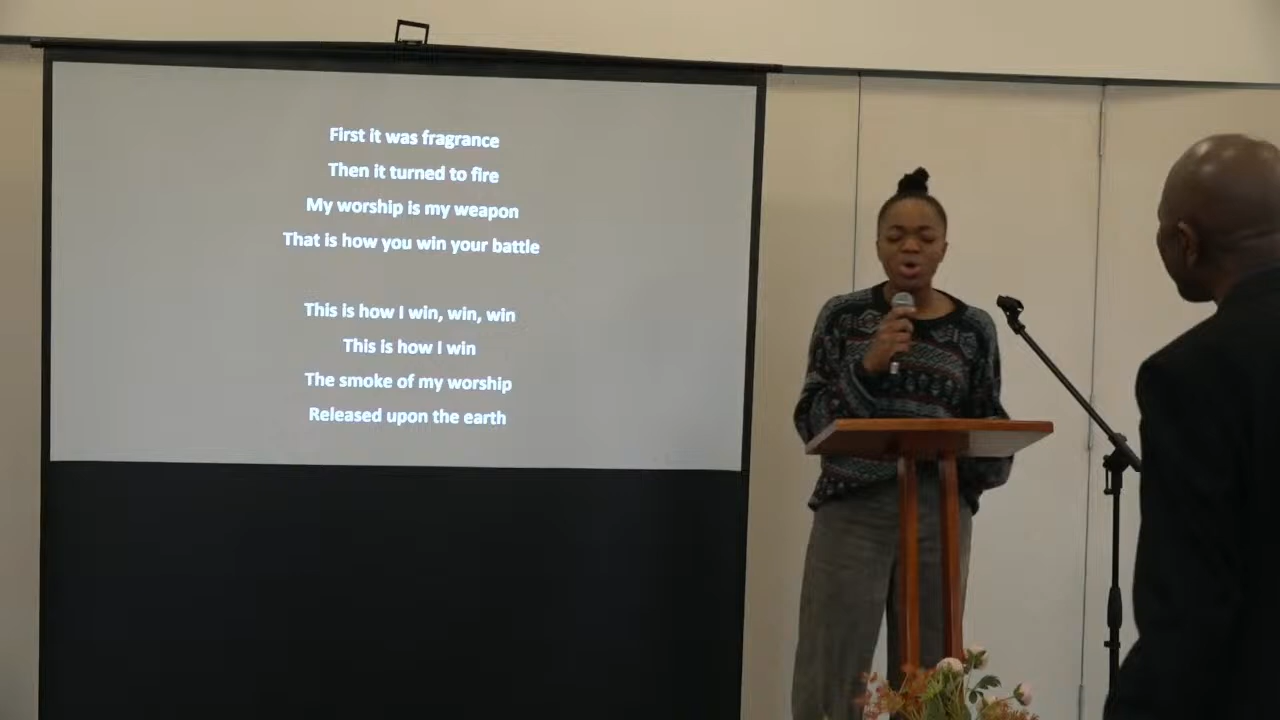 First it was fragrance
Then it turned to fire
My worship is my weapon
That is how you win your battle
This is how I win, win, win
This is how I win
The smoke of my worship
Released upon the earth